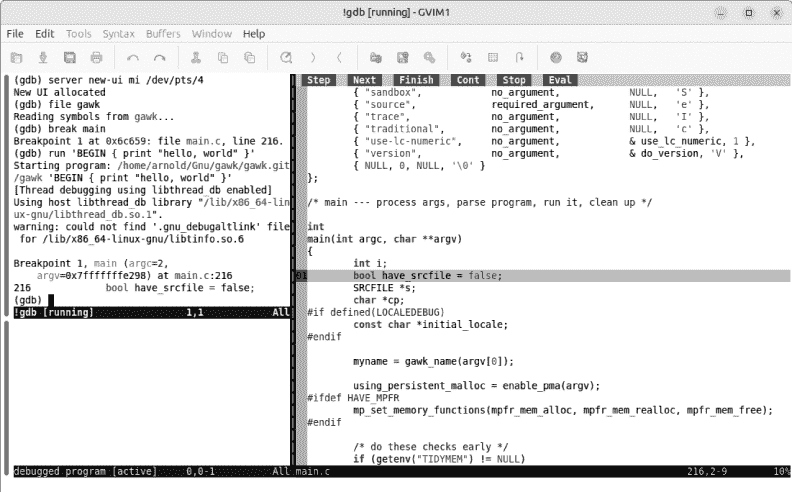 !gdb [running] - GVIM1
File Edit Tools Syntax Buffers Window Help
(gdb) server new-ui mi /dev/pts/4
New UI allocated
(gdb) file gawk
Reading symbols from gawk...
(gdb) break main
Breakpoint 1 at 0x6c659: file main.c, line 216.
(gdb) run 'BEGIN { print "hello, world" }'
Starting program: /home/arnold/Gnu/gawk/gawk.git
/gawk 'BEGIN { print "hello, world" }'
[Thread debugging using libthread_db enabled]
Using host libthread_db library "/lib/x86_64-lin
ux-gnu/libthread_db.so.1".
warning: could not find '.gnu_debugaltlink' file
for /lib/x86_64-linux-gnu/libtinfo.so.6
Breakpoint 1, main (argc=2,
argv=0x7fffffffe298) at main.c:216
216 bool have_srcfile = false;
(gdb)
!gdb [running] 1,1 All
debugged program [active] 0,0-1 All
Step Next Finish Cont Stop Eval
{ "sandbox", no_argument, NULL, 'S' },
{ "source", required_argument, NULL, 'e' },
{ "trace", no_argument, NULL, 'I' },
{ "traditional", no_argument, NULL, 'c' },
{ "use-lc-numeric", no_argument, & use_lc_numeric, 1 },
{ "version", no_argument, & do_version, 'V' },
{ NULL, 0, NULL, '\0' }
};
/* main --- process args, parse program, run it, clean up */
int
main(int argc, char **argv)
{
int i;
01 bool have_srcfile = false;
SRCFILE *s;
char *cp;
#if defined(LOCALEDEBUG)
const char *initial_locale;
#endif
myname = gawk_name(argv[0]);
using_persistent_malloc = enable_pma(argv);
#ifdef HAVE_MPFR
mp_set_memory_functions(mpfr_mem_alloc, mpfr_mem_realloc, mpfr_mem_free);
#endif
/* do these checks early */
if (getenv("TIDYMEM") != NULL)
main.c 216,2-9 10%